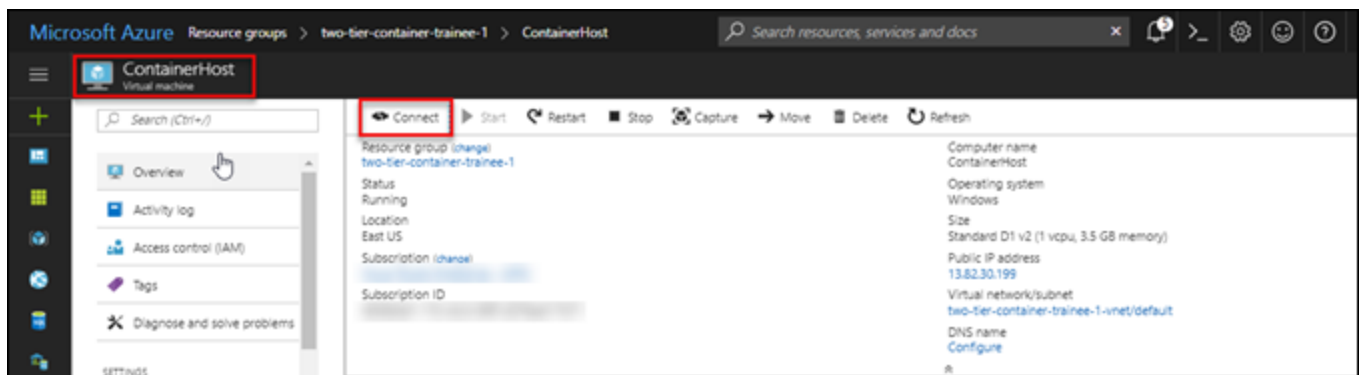 Microsoft Azure Resource groups > two-tier-container-trainee-1 > ContainerHost Search resources, services and docs × 5 >_ ?
ContainerHost
Virtual machine
Search (Ctrl+/)
Connect Start Restart Stop Capture Move Delete Refresh
Overview
Activity log
Access control (IAM)
Tags
Diagnose and solve problems
SETTINGS
Resource group (change)
two-tier-container-trainee-1
Status
Running
Location
East US
Subscription (change)
Subscription ID
Computer name
ContainerHost
Operating system
Windows
Size
Standard D1 v2 (1 vcpu, 3.5 GB memory)
Public IP address
13.82.30.199
Virtual network/subnet
two-tier-container-trainee-1-vnet/default
DNS name
Configure